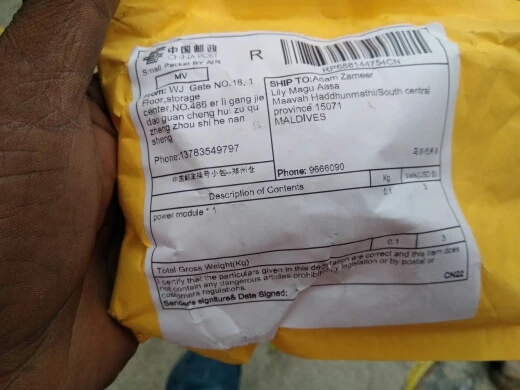 中国邮政
CHINA POST
Small Packet BY AIR
R
RP668144754CN
MV
From: WJ Gate NO.16,1
Floor,storage
center,NO.486 er li gang jie
dao guan cheng hui zu qu
zheng zhou shi he nan
sheng
Phone:13783549797
SHIP TO:Adam Zameer
Lily Magu Aasa
Maavah Haddhunmathi/South central
province 15071
MALDIVES
Phone: 9666090
Description of Contents
Kg
power module * 1
0.1
3
Total Gross Weight(Kg)
0.1
3
I certify that the particulars given in this declaration are correct and this item does
not contain any dangerous articles prohibited by legislation or by postal or
customers regulations.
Senders signiture& Data Signed:
CN22